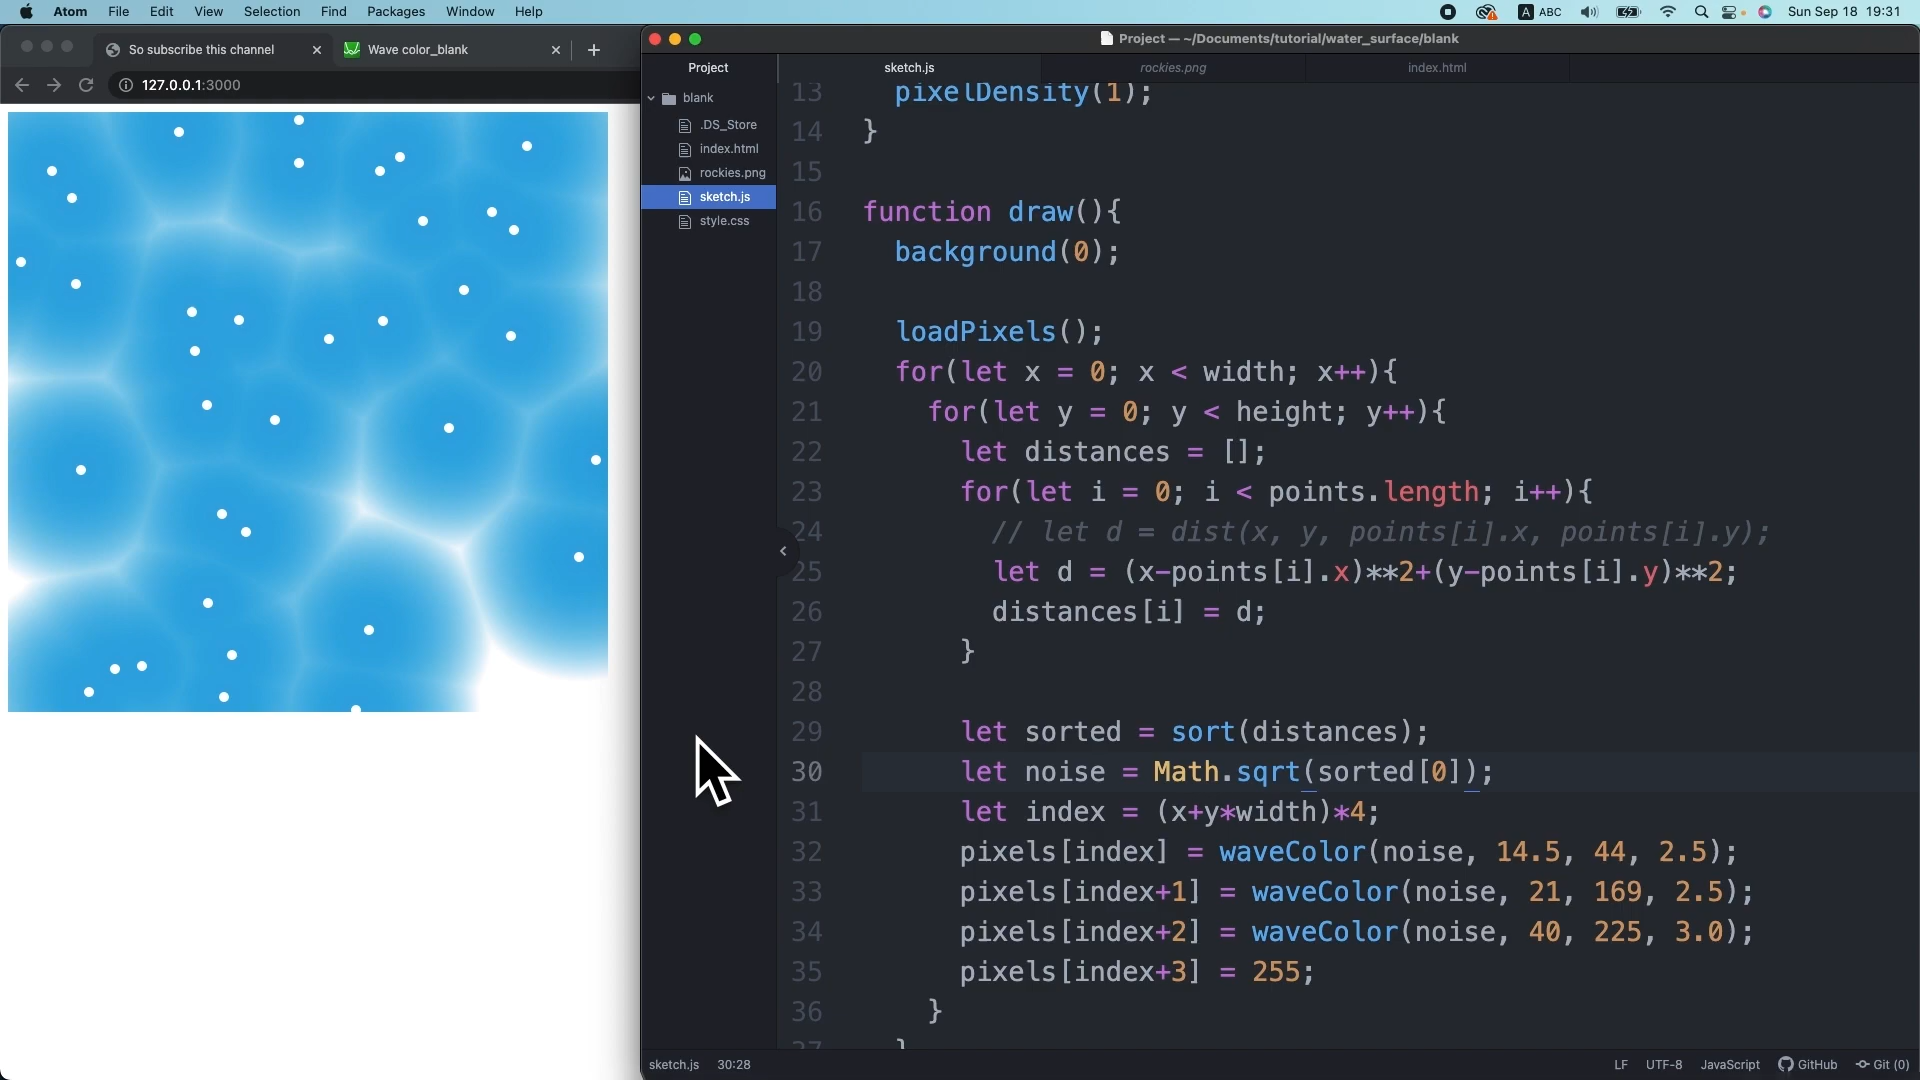 Atom File Edit View Selection Find Packages Window Help
A ABC Sun Sep 18 19:31
So subscribe this channel
Wave color_blank
127.0.0.1:3000
Project — ~/Documents/tutorial/water_surface/blank
Project
sketch.js
rockies.png
index.html
blank
.DS_Store
index.html
rockies.png
sketch.js
style.css
13 pixelDensity(1);
14 }
15
16 function draw(){
17 background(0);
18
19 loadPixels();
20 for(let x = 0; x < width; x++){
21 for(let y = 0; y < height; y++){
22 let distances = [];
23 for(let i = 0; i < points.length; i++){
24 // let d = dist(x, y, points[i].x, points[i].y);
25 let d = (x-points[i].x)**2+(y-points[i].y)**2;
26 distances[i] = d;
27 }
28
29 let sorted = sort(distances);
30 let noise = Math.sqrt(sorted[0]);
31 let index = (x+y*width)*4;
32 pixels[index] = waveColor(noise, 14.5, 44, 2.5);
33 pixels[index+1] = waveColor(noise, 21, 169, 2.5);
34 pixels[index+2] = waveColor(noise, 40, 225, 3.0);
35 pixels[index+3] = 255;
36 }
37 }
sketch.js 30:28
LF UTF-8 JavaScript GitHub Git (0)